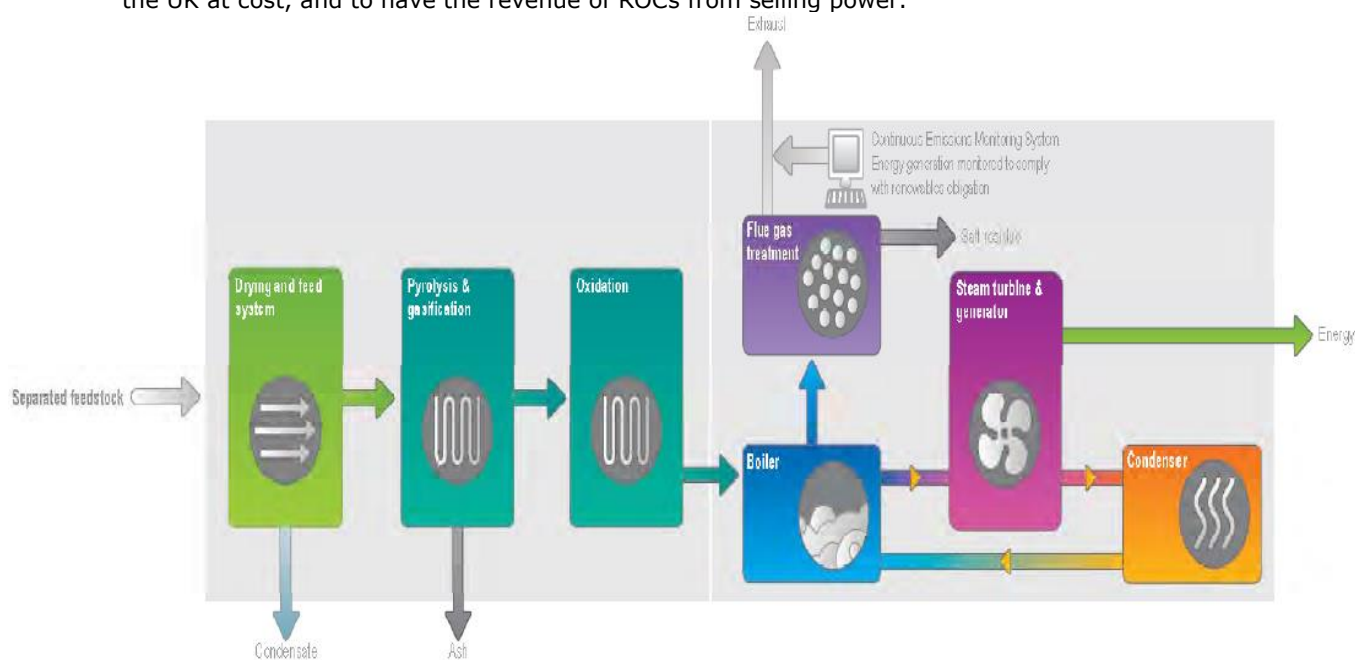 the UK at cost, and to have the revenue of ROCs from selling power.
Exhaust
Continuous Emissions Monitoring System
Energy generation monitored to comply
with renewables obligation
Flue gas
treatment
Salt residue
Drying and feed
system
Pyrolysis &
gasification
Oxidation
Steam turbine &
generator
Energy
Separated feedstock
Boiler
Condenser
Condensate
Ash